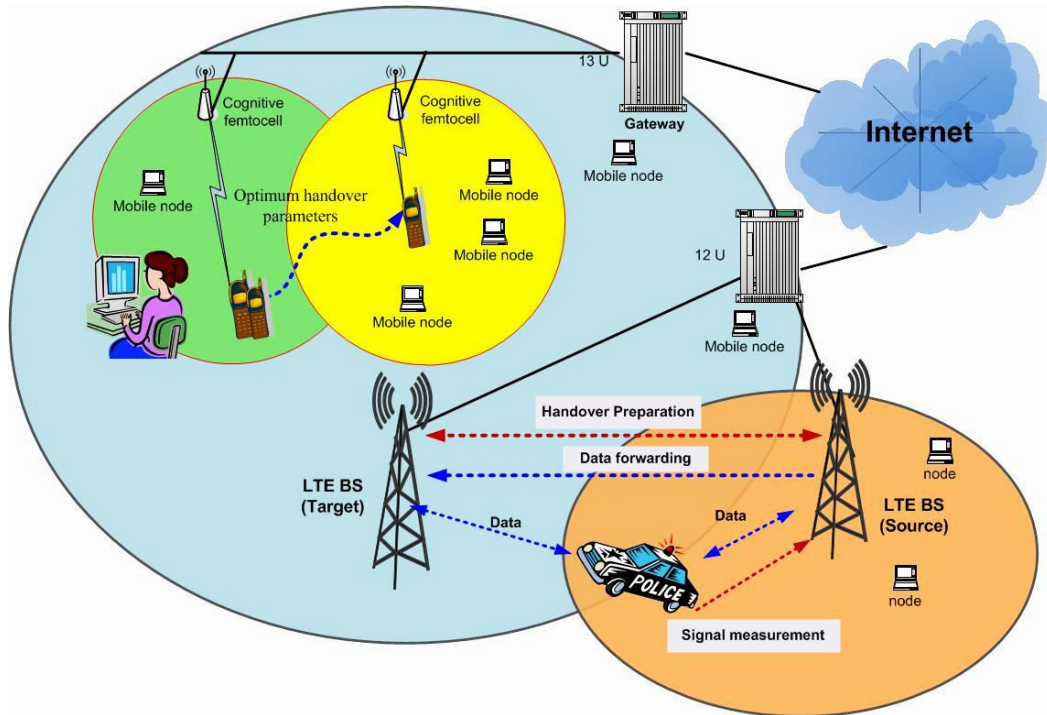 13 U
Gateway
Internet
Cognitive
femtocell
Cognitive
femtocell
Mobile node
Optimum handover
parameters
Mobile node
Mobile node
Mobile node
Mobile node
12 U
Mobile node
Handover Preparation
Data forwarding
LTE BS
(Target)
Data
Data
LTE BS
(Source)
node
node
POLICE
Signal measurement